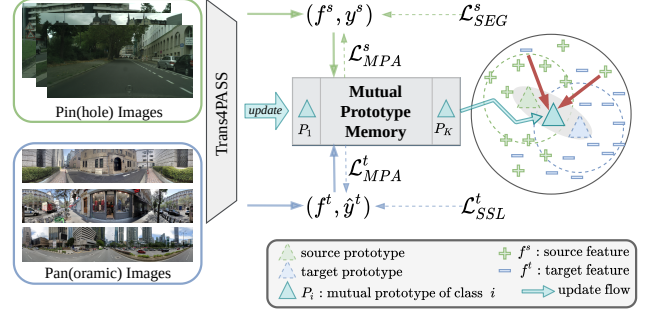 Pin(hole) Images
Pan(oramic) Images
Trans4PASS
(f^s, y^s)
L^s_SEG
L^s_MPA
update
P_1
Mutual
Prototype
Memory
P_K
L^t_MPA
(f^t, ŷ^t)
L^t_SSL
source prototype
target prototype
P_i : mutual prototype of class i
f^s : source feature
f^t : target feature
update flow